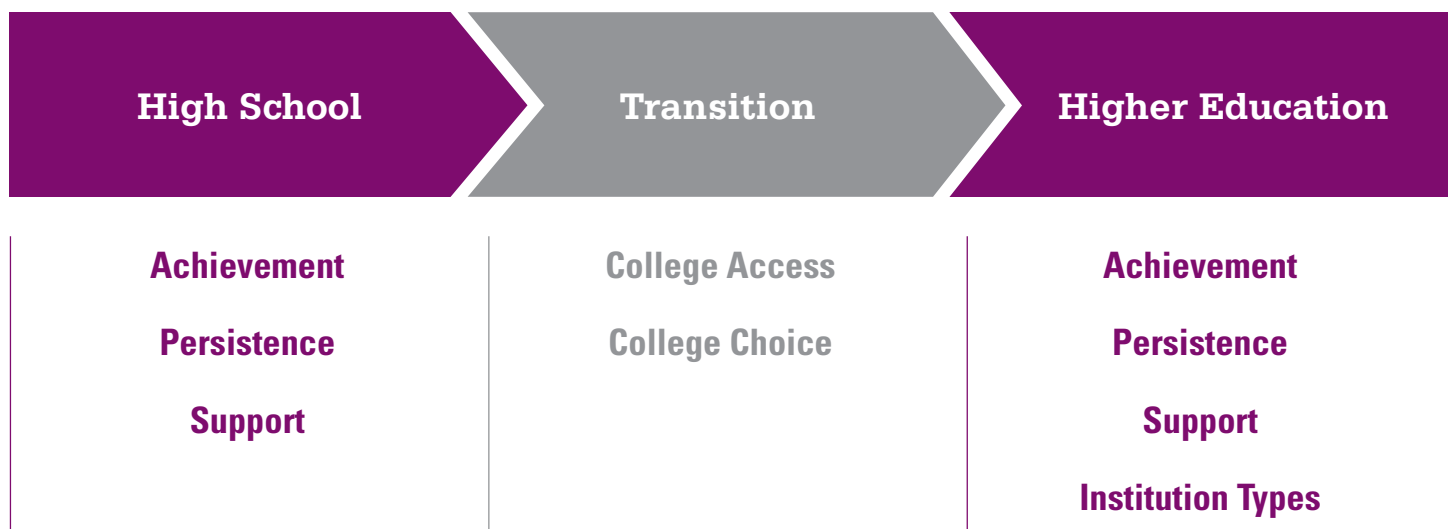 High School
Transition
Higher Education
Achievement
Persistence
Support
College Access
College Choice
Achievement
Persistence
Support
Institution Types